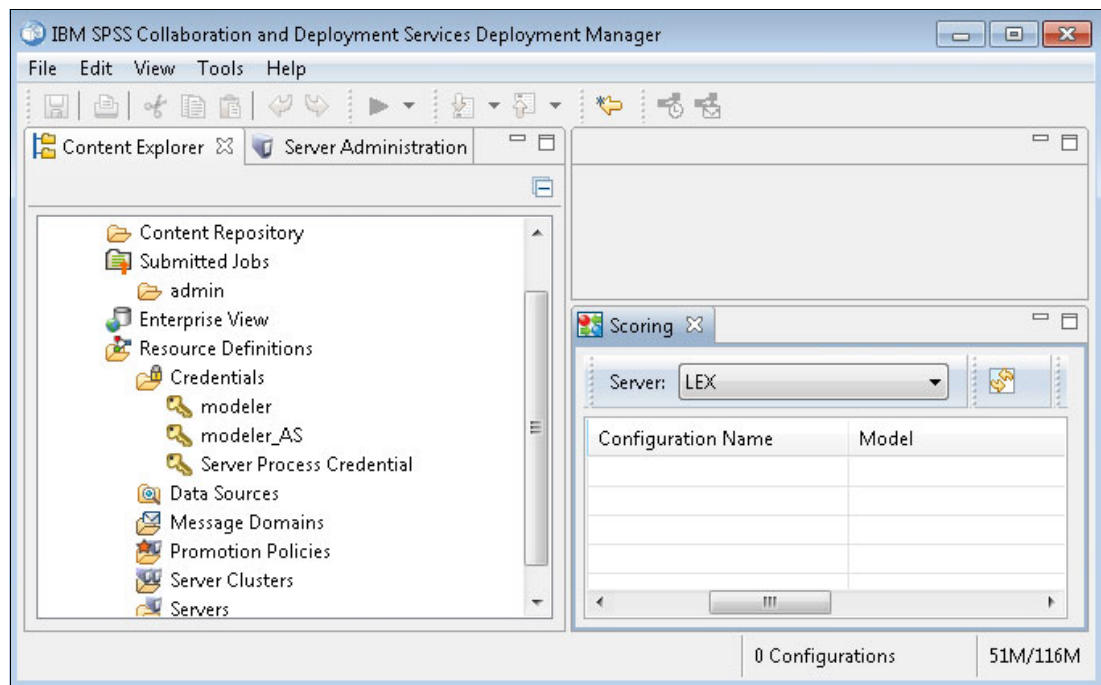 IBM SPSS Collaboration and Deployment Services Deployment Manager
File Edit View Tools Help
Content Explorer Server Administration
Content Repository
Submitted Jobs
admin
Enterprise View
Resource Definitions
Credentials
modeler
modeler_AS
Server Process Credential
Data Sources
Message Domains
Promotion Policies
Server Clusters
Servers
Scoring
Server: LEX
Configuration Name Model
0 Configurations 51M/116M